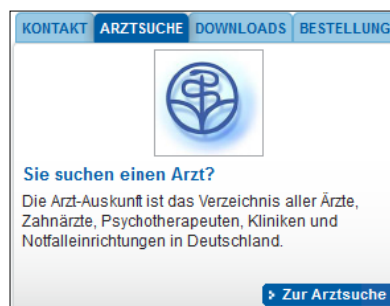 KONTAKT ARZTSUCHE DOWNLOADS BESTELLUNG
Sie suchen einen Arzt?
Die Arzt-Auskunft ist das Verzeichnis aller Ärzte,
Zahnärzte, Psychotherapeuten, Kliniken und
Notfalleinrichtungen in Deutschland.
Zur Arztsuche